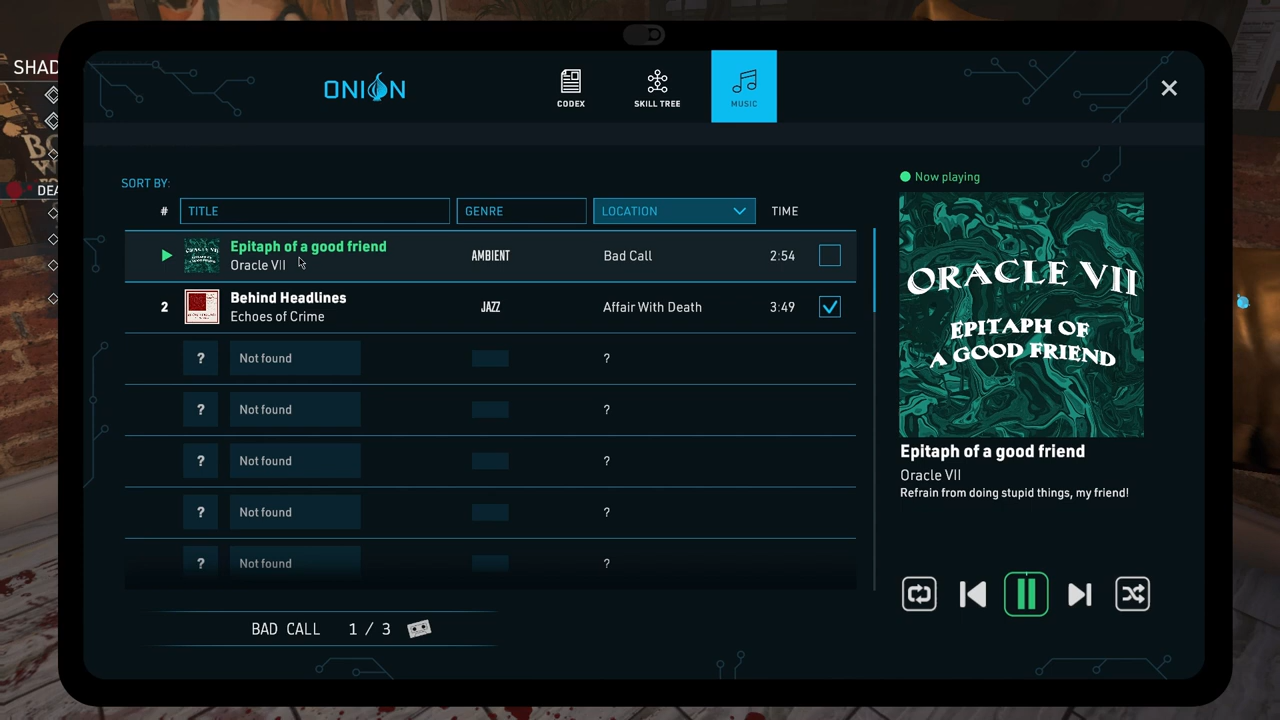 SHAD
DEA
ONION
CODEX
SKILL TREE
MUSIC
SORT BY:
# TITLE GENRE LOCATION TIME
Epitaph of a good friend
Oracle VII
AMBIENT Bad Call 2:54
2 Behind Headlines
Echoes of Crime
JAZZ Affair With Death 3:49
? Not found ?
? Not found ?
? Not found ?
? Not found ?
? Not found ?
BAD CALL 1 / 3
Now playing
ORACLE VII
EPITAPH OF
A GOOD FRIEND
Epitaph of a good friend
Oracle VII
Refrain from doing stupid things, my friend!